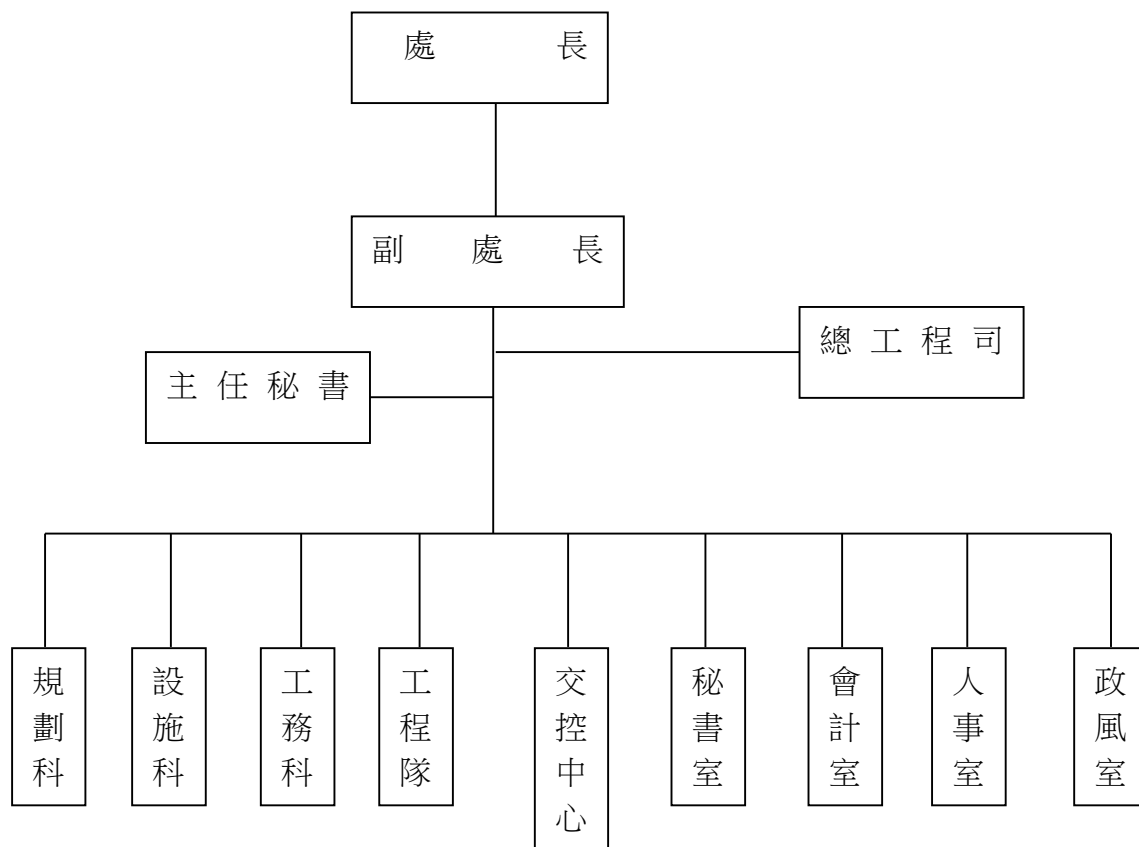 處長
副處長
總工程司
主任秘書
規劃科
設施科
工務科
工程隊
交控中心
秘書室
會計室
人事室
政風室